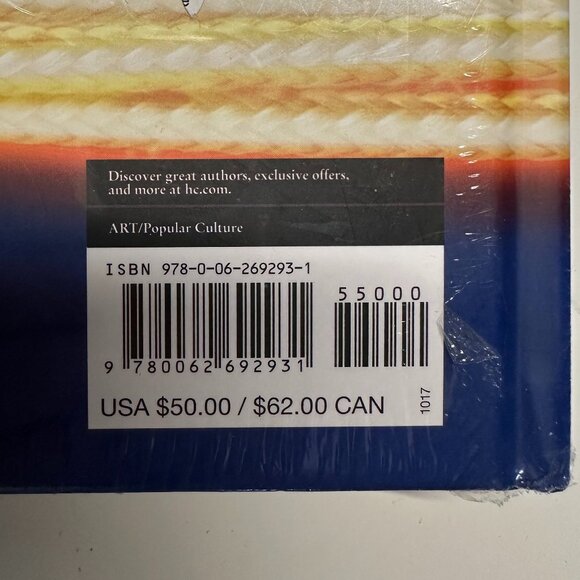 Discover great authors, exclusive offers,
and more at hc.com.
ART/Popular Culture
ISBN 978-0-06-269293-1
55000
9 780062 692931
USA $50.00 / $62.00 CAN
1017